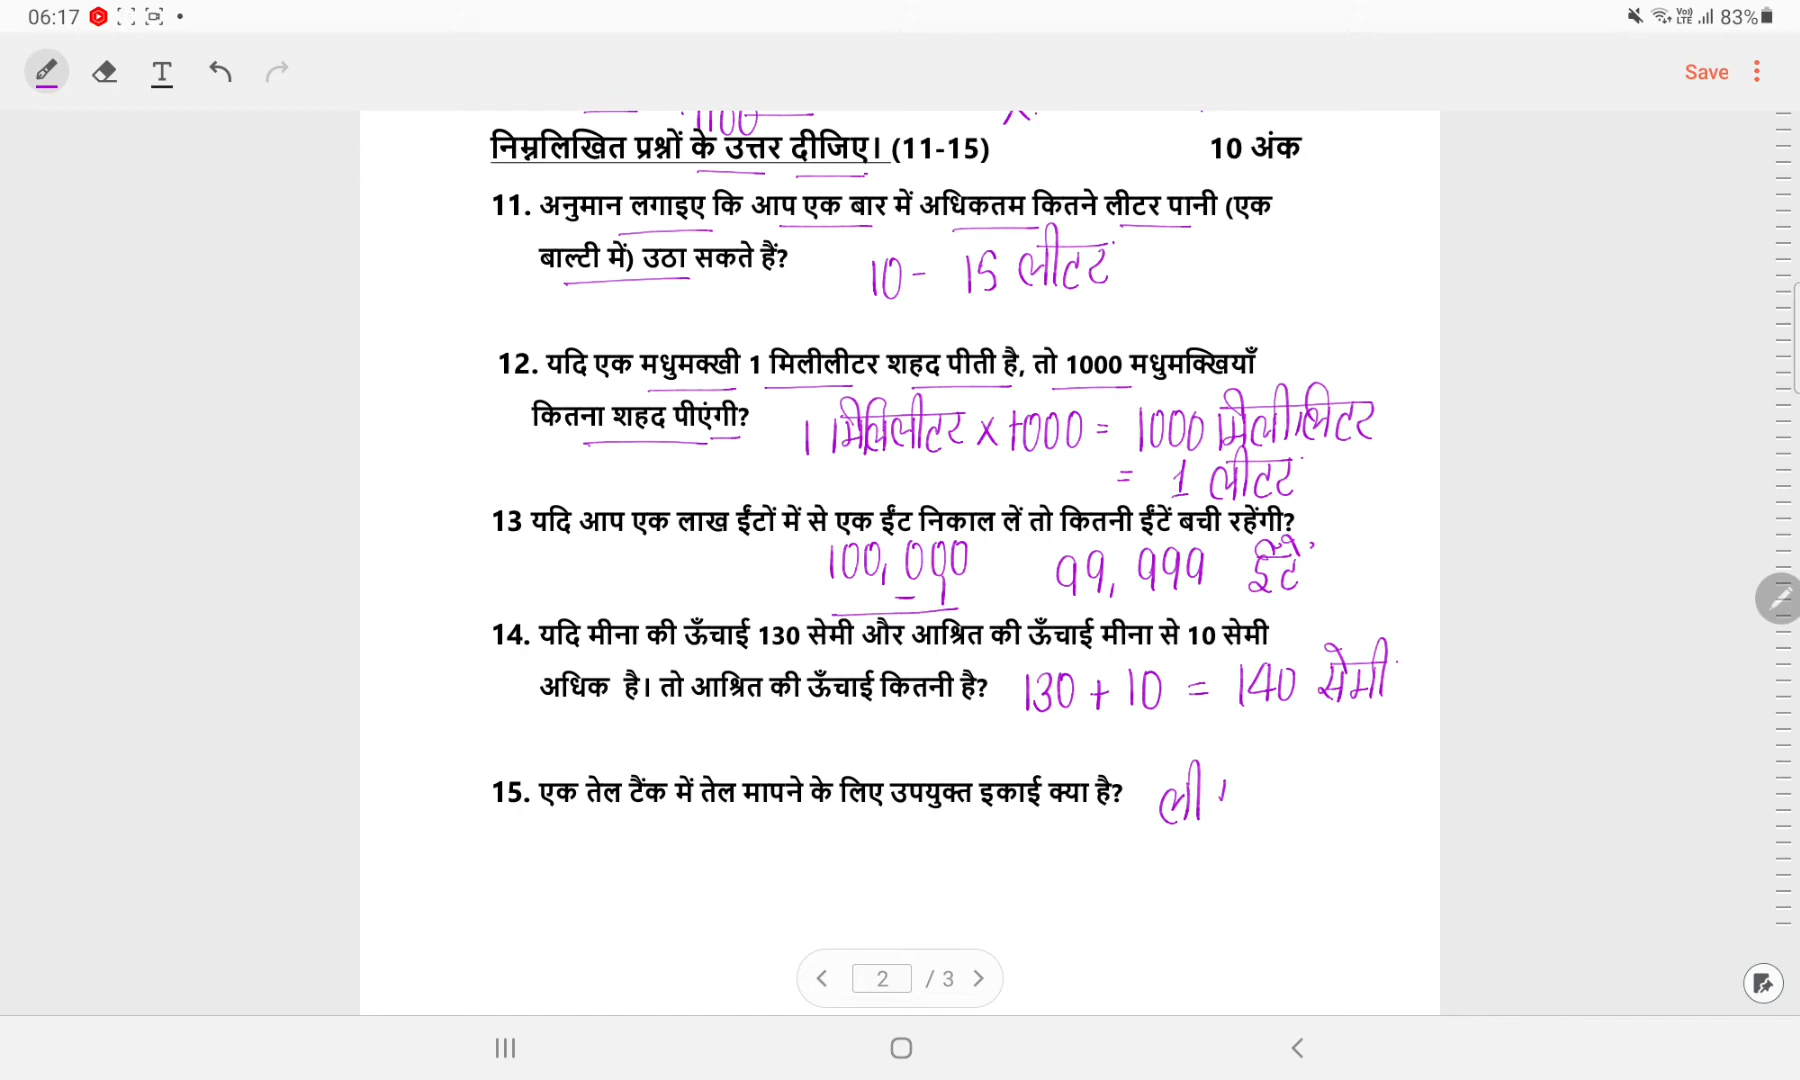 06:17
83%
Save
1100
निम्नलिखित प्रश्नों के उत्तर दीजिए। (11-15) 10 अंक
11. अनुमान लगाइए कि आप एक बार में अधिकतम कितने लीटर पानी (एक
बाल्टी में) उठा सकते हैं? 10 - 15 लीटर
12. यदि एक मधुमक्खी 1 मिलीलीटर शहद पीती है, तो 1000 मधुमक्खियाँ
कितना शहद पीएंगी? 1 मिलिलीटर × 1000 = 1000 मिलीलिटर
= 1 लीटर
13 यदि आप एक लाख ईंटों में से एक ईंट निकाल लें तो कितनी ईंटें बची रहेंगी?
100,000 99,999 ईंटें
- 1
14. यदि मीना की ऊँचाई 130 सेमी और आश्रित की ऊँचाई मीना से 10 सेमी
अधिक है। तो आश्रित की ऊँचाई कितनी है? 130 + 10 = 140 सेमी
15. एक तेल टैंक में तेल मापने के लिए उपयुक्त इकाई क्या है? ली
2 / 3